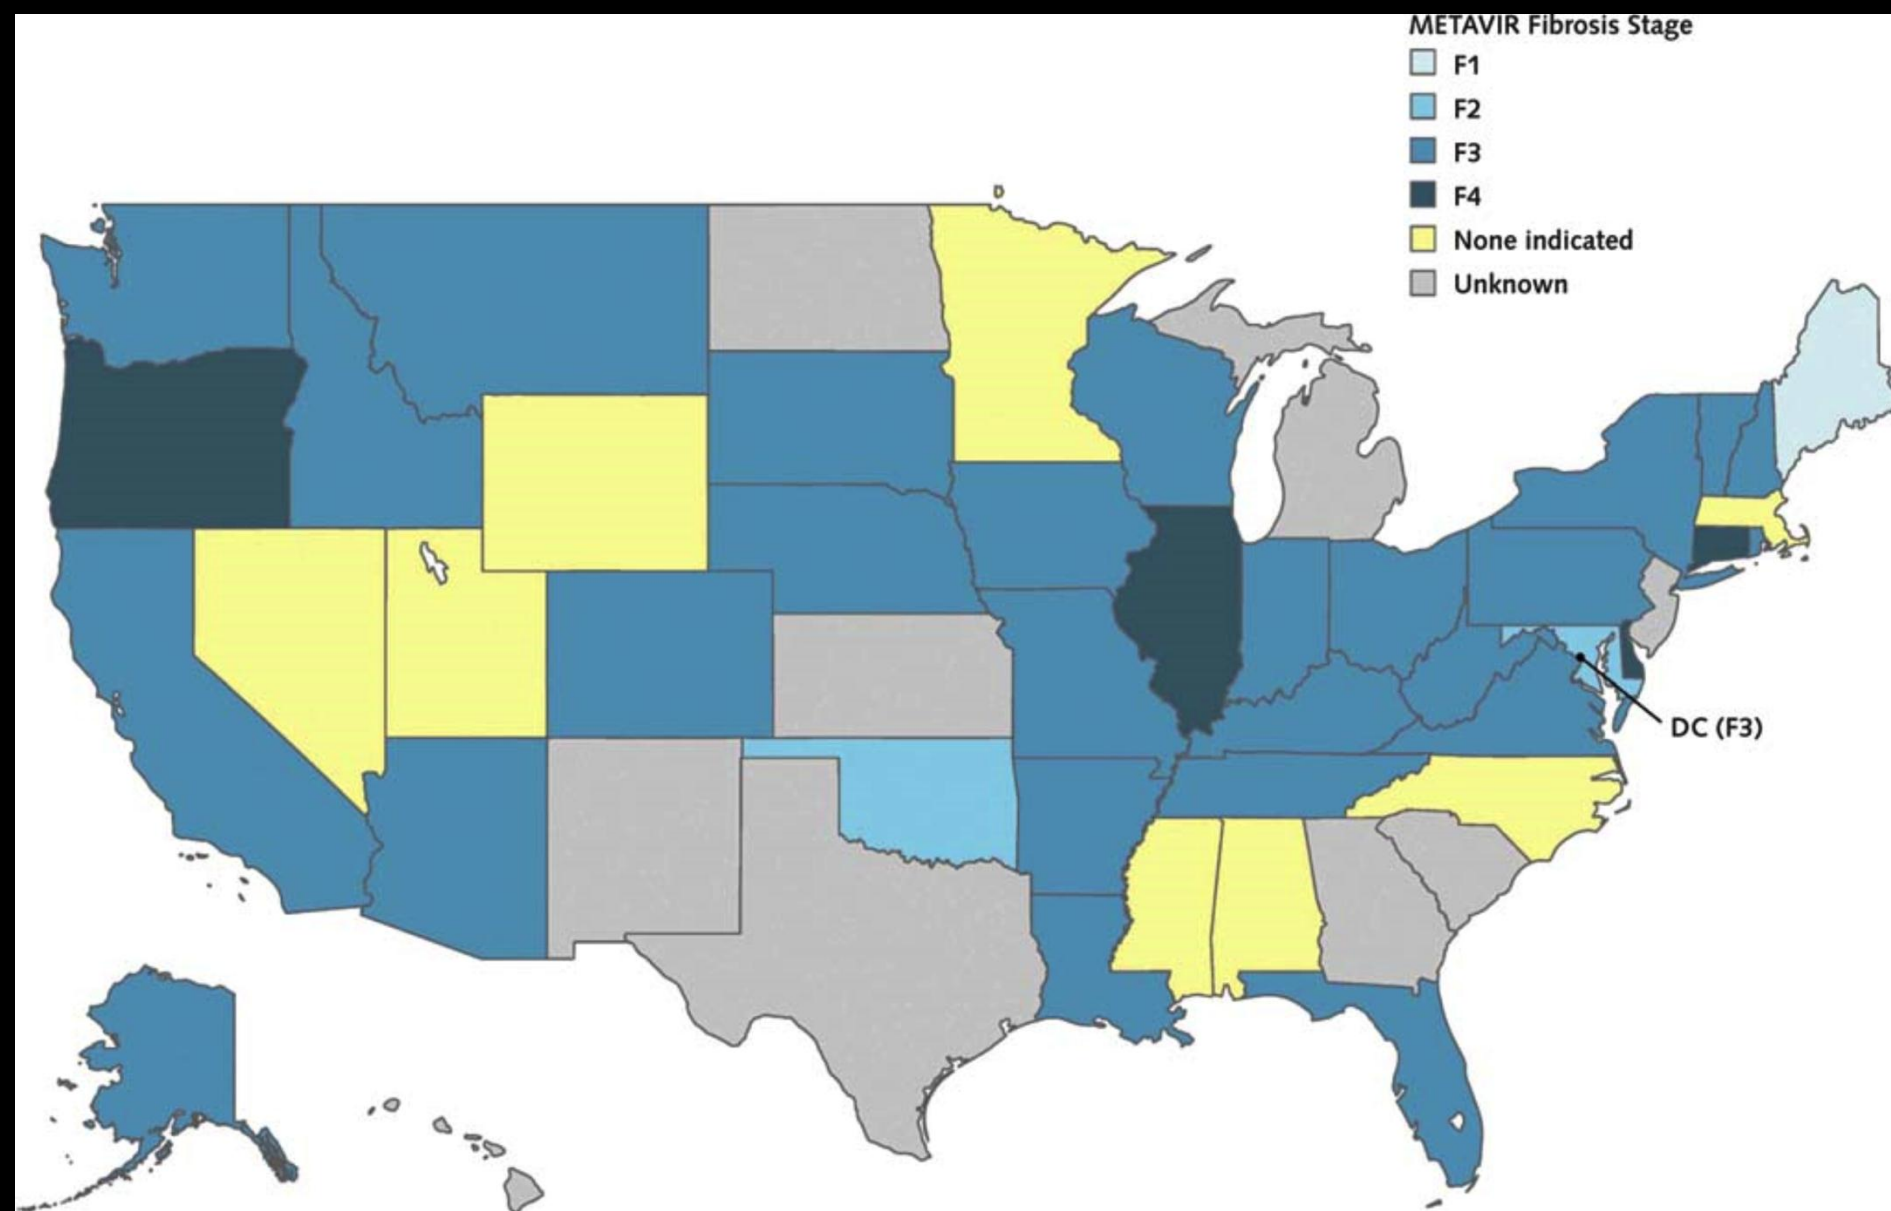 METAVIR Fibrosis Stage
F1
F2
F3
F4
None indicated
Unknown
DC (F3)